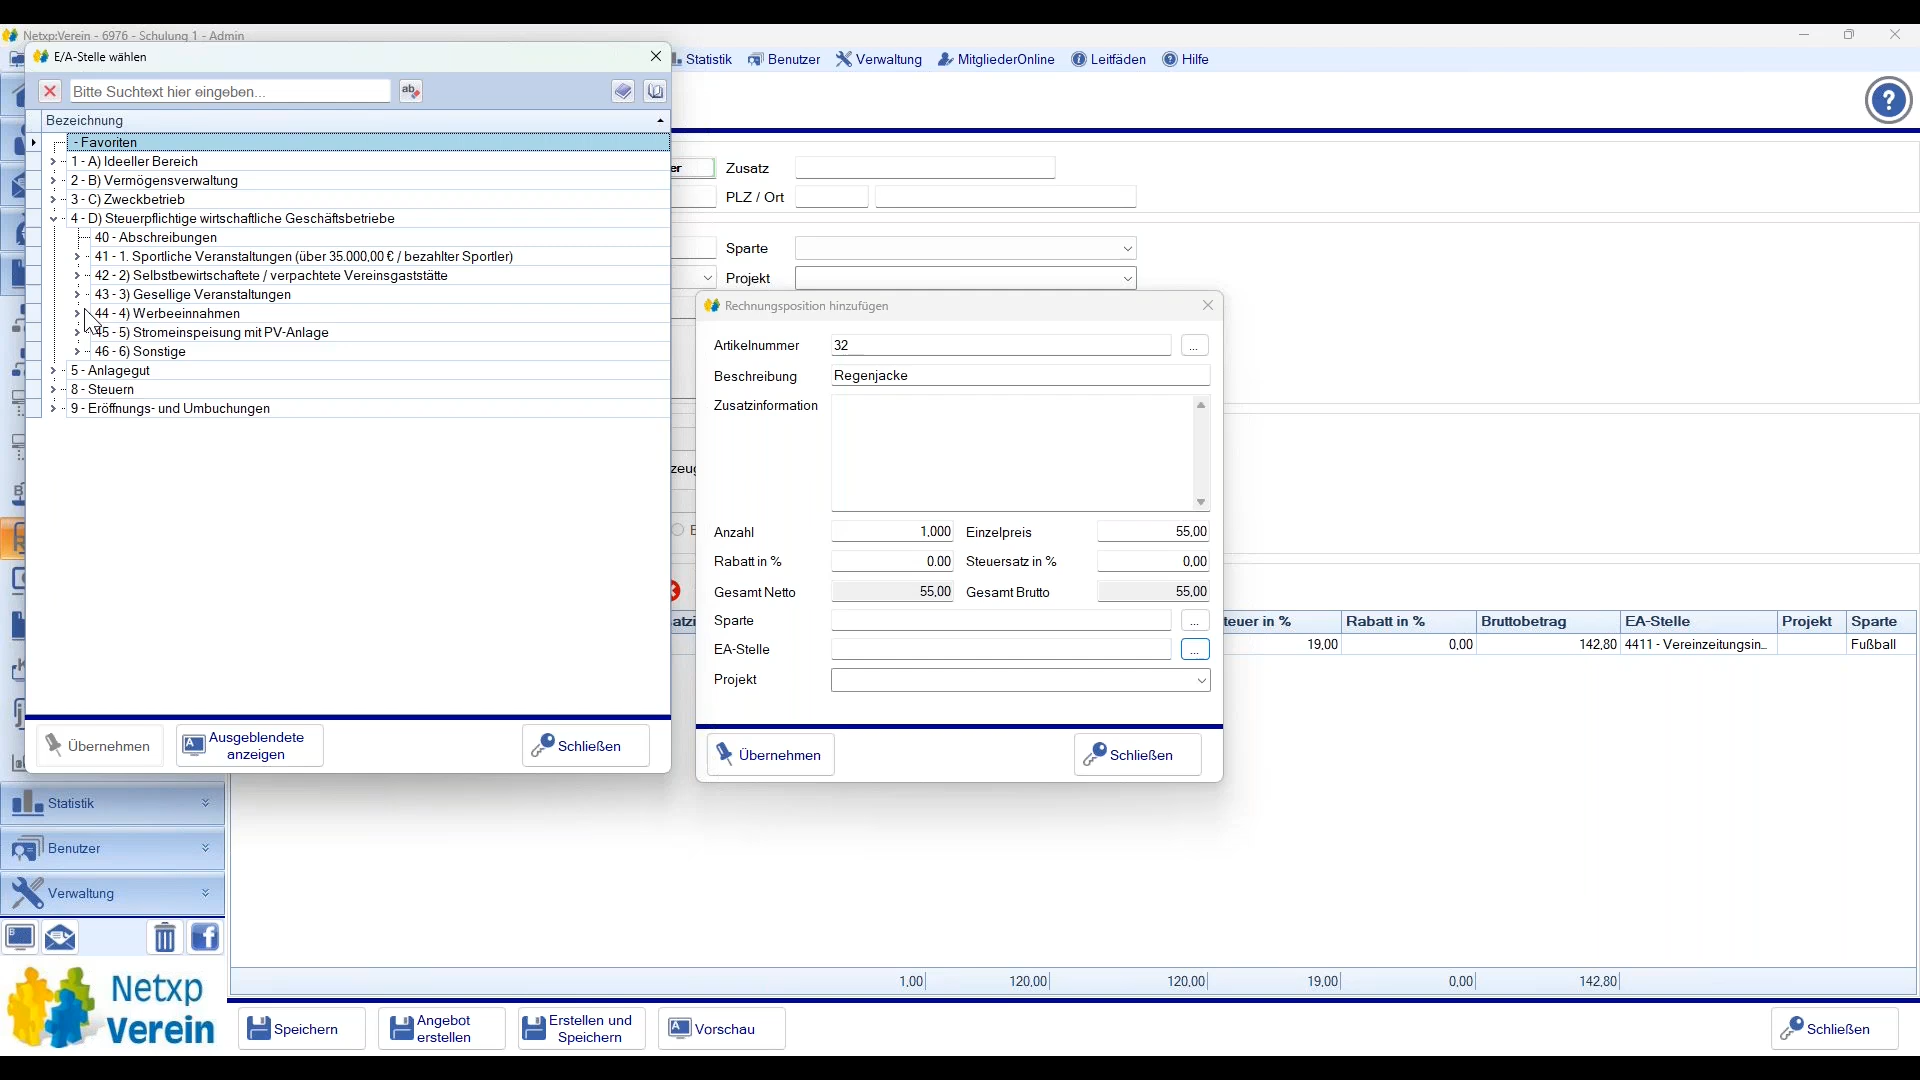 Netxp:Verein - 6976 - Schulung 1 - Admin
E/A-Stelle wählen
Statistik
Benutzer
Verwaltung
MitgliederOnline
Leitfäden
Hilfe
Bitte Suchtext hier eingeben...
Bezeichnung
- Favoriten
1 - A) Ideeller Bereich
2 - B) Vermögensverwaltung
3 - C) Zweckbetrieb
4 - D) Steuerpflichtige wirtschaftliche Geschäftsbetriebe
40 - Abschreibungen
41 - 1. Sportliche Veranstaltungen (über 35.000,00 € / bezahlter Sportler)
42 - 2) Selbstbewirtschaftete / verpachtete Vereinsgaststätte
43 - 3) Gesellige Veranstaltungen
44 - 4) Werbeeinnahmen
45 - 5) Stromeinspeisung mit PV-Anlage
46 - 6) Sonstige
5 - Anlagegut
8 - Steuern
9 - Eröffnungs- und Umbuchungen
Übernehmen
Ausgeblendete
anzeigen
Schließen
er
Zusatz
PLZ / Ort
Sparte
Projekt
Rechnungsposition hinzufügen
Artikelnummer
32
...
Beschreibung
Regenjacke
Zusatzinformation
Anzahl
1,000
Einzelpreis
55,00
Rabatt in %
0.00
Steuersatz in %
0,00
Gesamt Netto
55,00
Gesamt Brutto
55,00
Sparte
...
EA-Stelle
...
Projekt
Übernehmen
Schließen
zeug
atzi
teuer in %
Rabatt in %
Bruttobetrag
EA-Stelle
Projekt
Sparte
19,00
0,00
142,80
4411 - Vereinzeitungsin...
Fußball
Statistik
Benutzer
Verwaltung
1,00
120,00
120,00
19,00
0,00
142,80
Netxp
Verein
Speichern
Angebot
erstellen
Erstellen und
Speichern
Vorschau
Schließen